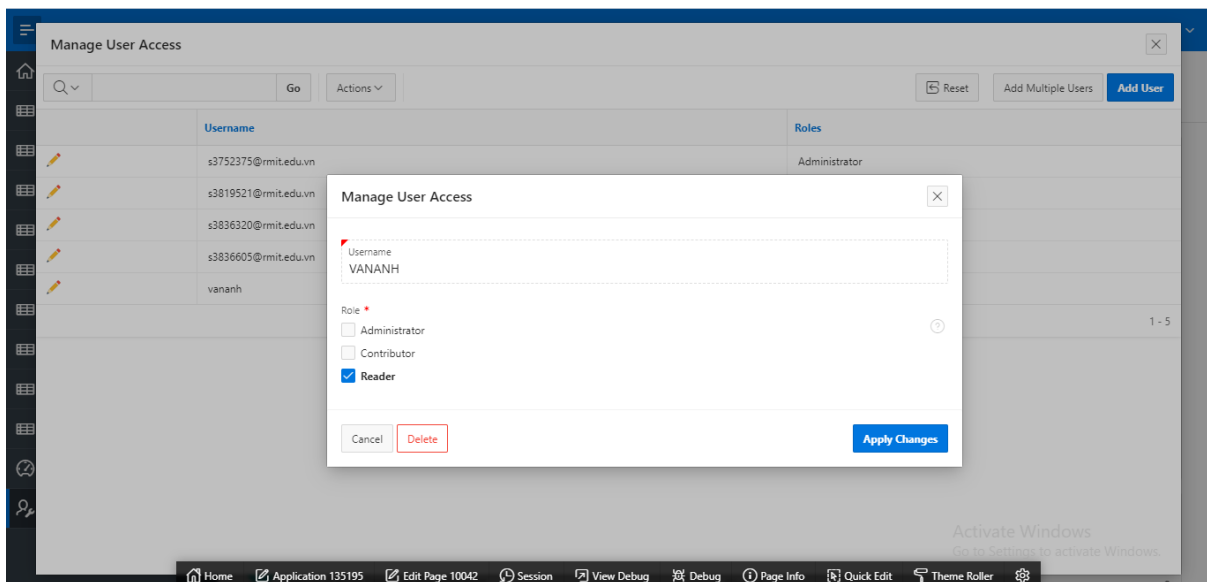 Manage User Access
Go
Actions
Reset
Add Multiple Users
Add User
Username
Roles
s3752375@rmit.edu.vn
Administrator
s3819521@rmit.edu.vn
s3836320@rmit.edu.vn
s3836605@rmit.edu.vn
vananh
1 - 5
Manage User Access
Username
VANANH
Role *
Administrator
?
Contributor
Reader
Cancel
Delete
Apply Changes
Activate Windows
Go to Settings to activate Windows.
Home
Application 135195
Edit Page 10042
Session
View Debug
Debug
Page Info
Quick Edit
Theme Roller